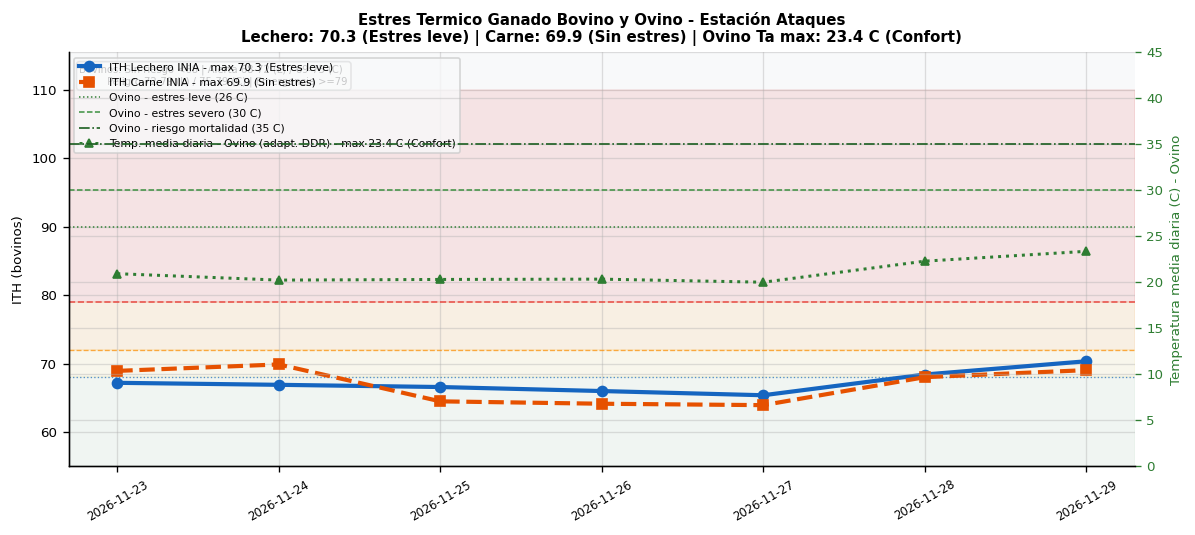 Estres Termico Ganado Bovino y Ovino - Estación Ataques
Lechero: 70.3 (Estres leve) | Carne: 69.9 (Sin estres) | Ovino Ta max: 23.4 C (Confort)
ITH Lechero INIA - max 70.3 (Estres leve)
ITH Carne INIA - max 69.9 (Sin estres)
Ovino - estres leve (26 C)
Ovino - estres severo (30 C)
Ovino - riesgo mortalidad (35 C)
Temp. media diaria - Ovino (adapt. DDR) - max 23.4 C (Confort)
>=79
ITH (bovinos)
110
100
90
80
70
60
45
40
35
30
25
20
15
10
5
0
Temperatura media diaria (C) - Ovino
2026-11-23
2026-11-24
2026-11-25
2026-11-26
2026-11-27
2026-11-28
2026-11-29